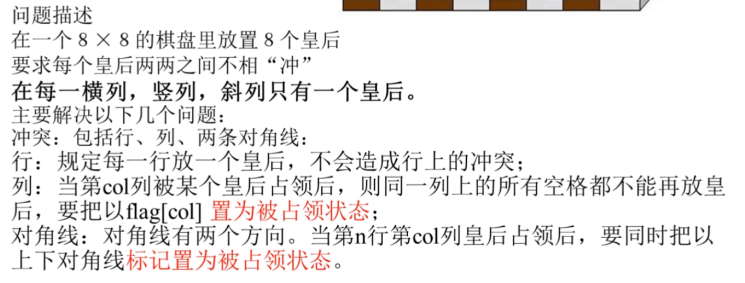 问题描述
在一个 8 × 8 的棋盘里放置 8 个皇后
要求每个皇后两两之间不相“冲”
在每一横列，竖列，斜列只有一个皇后。
主要解决以下几个问题：
冲突：包括行、列、两条对角线：
行：规定每一行放一个皇后，不会造成行上的冲突；
列：当第col列被某个皇后占领后，则同一列上的所有空格都不能再放皇
后，要把以flag[col] 置为被占领状态；
对角线：对角线有两个方向。当第n行第col列皇后占领后，要同时把以
上下对角线标记置为被占领状态。